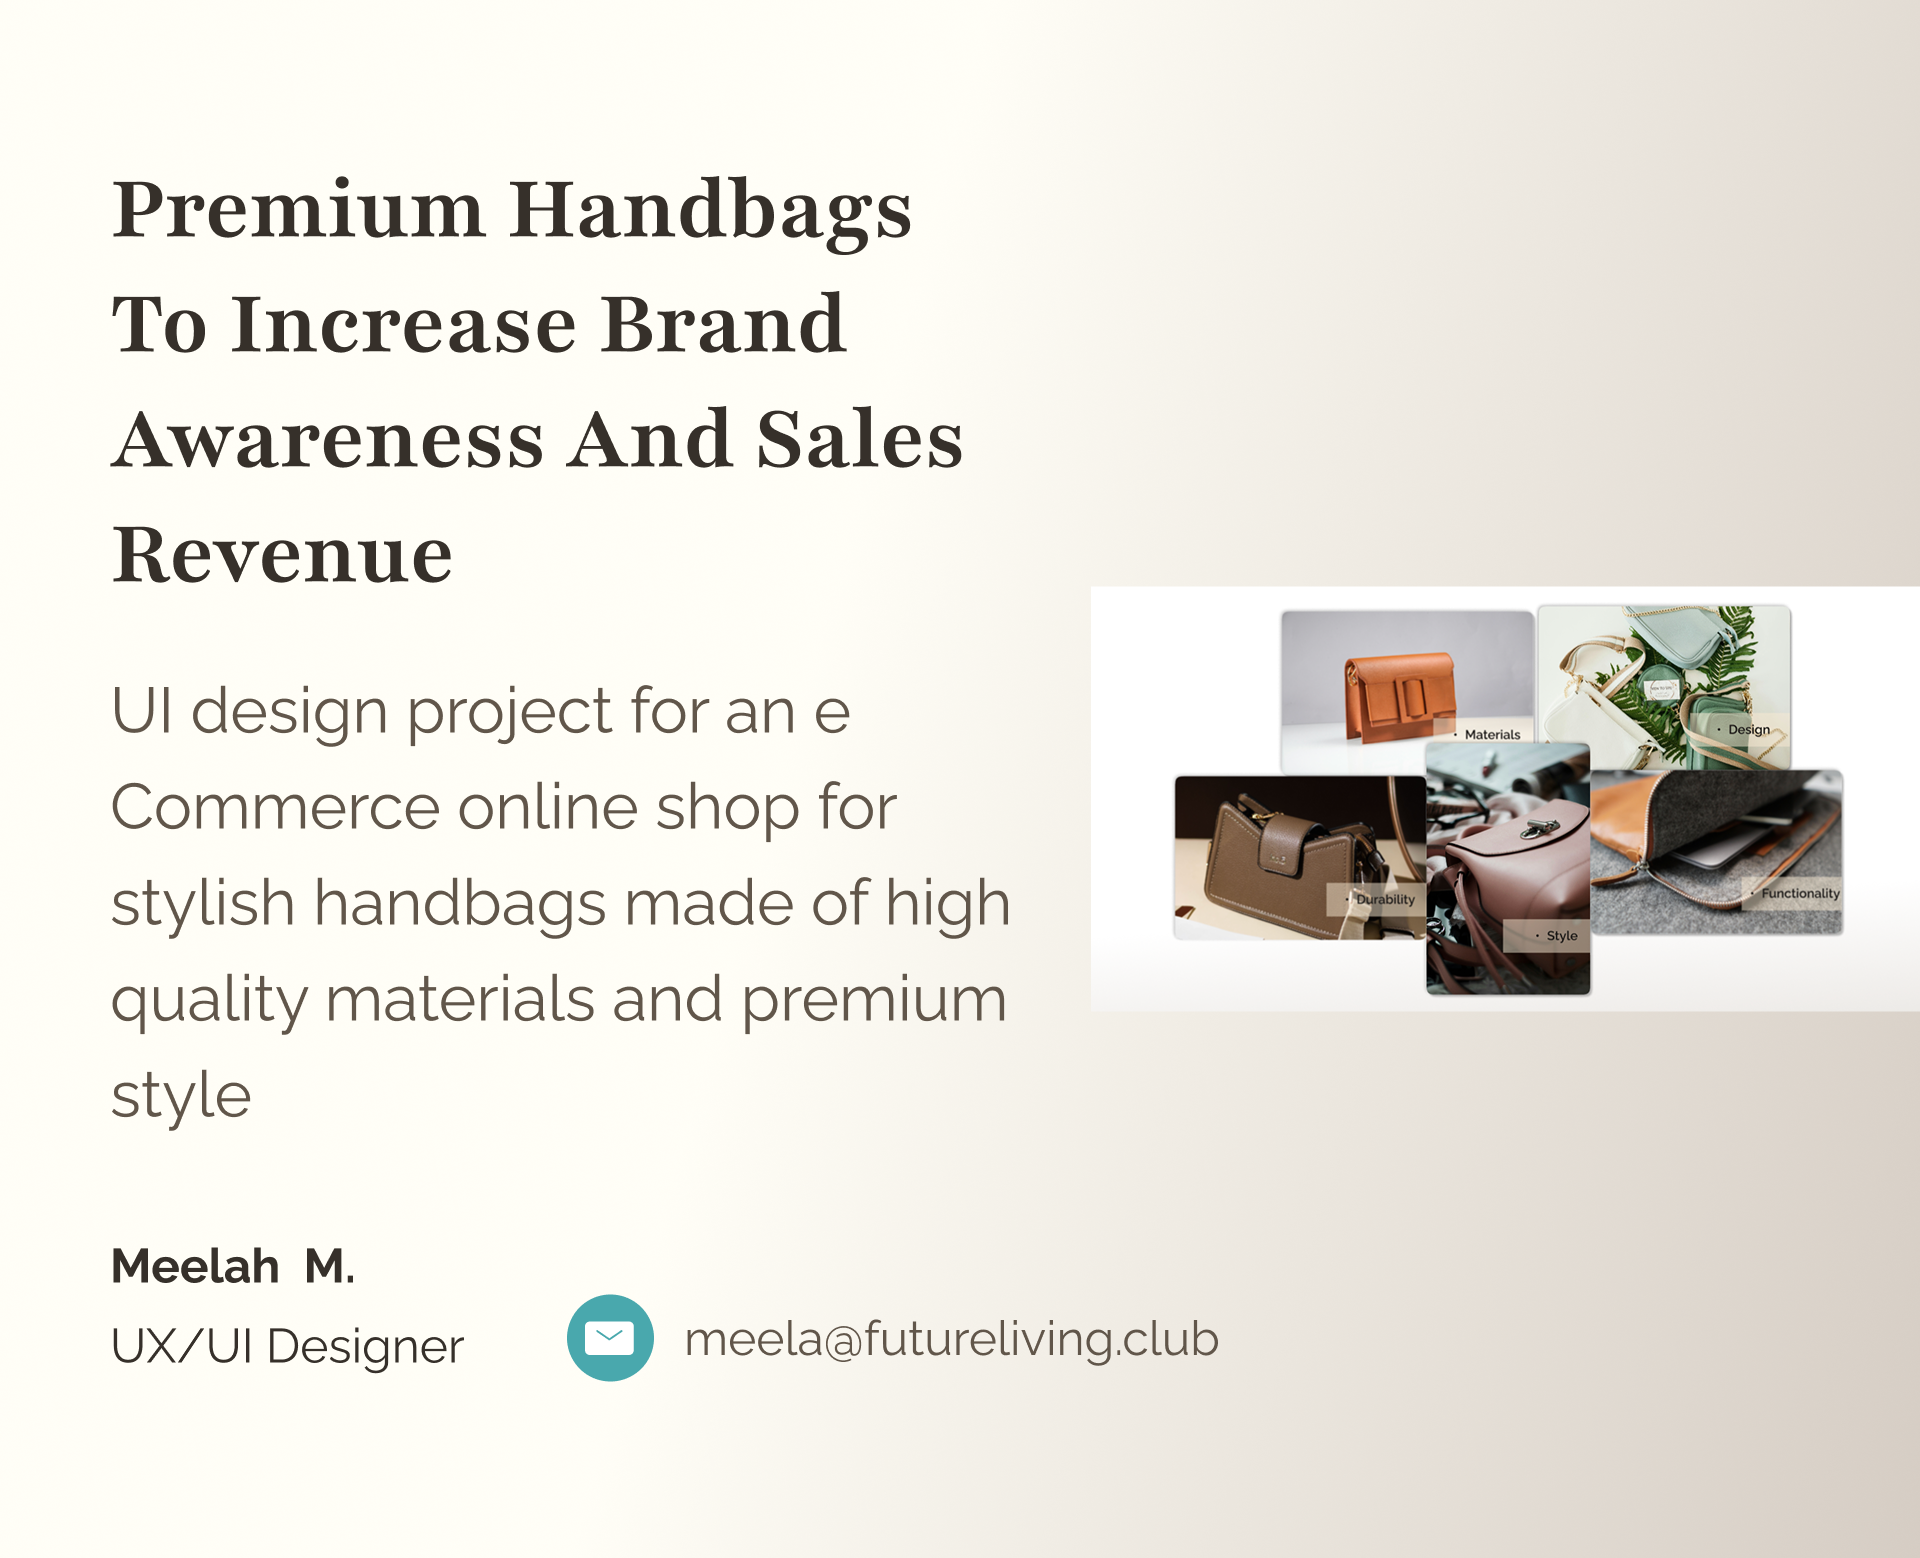 Premium Handbags
To Increase Brand
Awareness And Sales
Revenue
UI design project for an e
Commerce online shop for
stylish handbags made of high
quality materials and premium
style
• Materials
• Design
• Durability
• Style
• Functionality
Meelah M.
UX/UI Designer
meela@futureliving.club